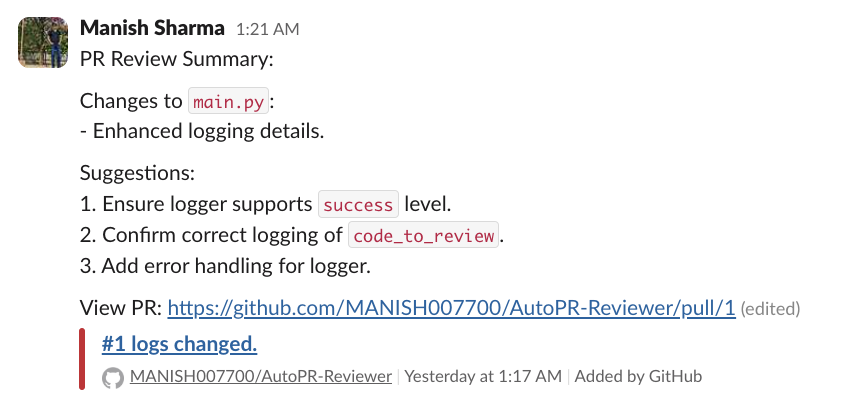 Manish Sharma 1:21 AM
PR Review Summary:
Changes to main.py:
- Enhanced logging details.
Suggestions:
1. Ensure logger supports success level.
2. Confirm correct logging of code_to_review.
3. Add error handling for logger.
View PR: https://github.com/MANISH007700/AutoPR-Reviewer/pull/1 (edited)
#1 logs changed.
MANISH007700/AutoPR-Reviewer | Yesterday at 1:17 AM | Added by GitHub